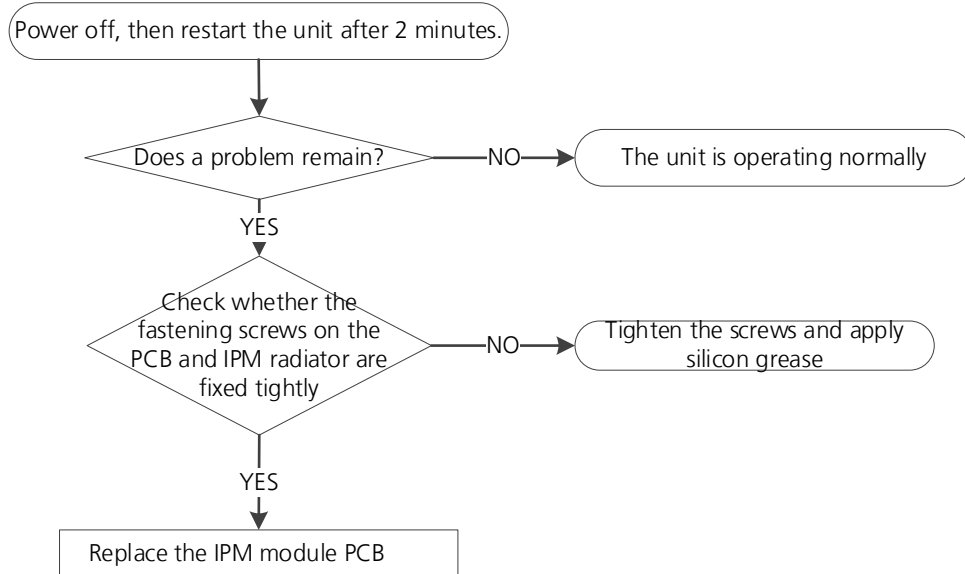 Power off, then restart the unit after 2 minutes.
Does a problem remain?
NO
The unit is operating normally
YES
Check whether the
fastening screws on the
PCB and IPM radiator are
fixed tightly
NO
Tighten the screws and apply
silicon grease
YES
Replace the IPM module PCB